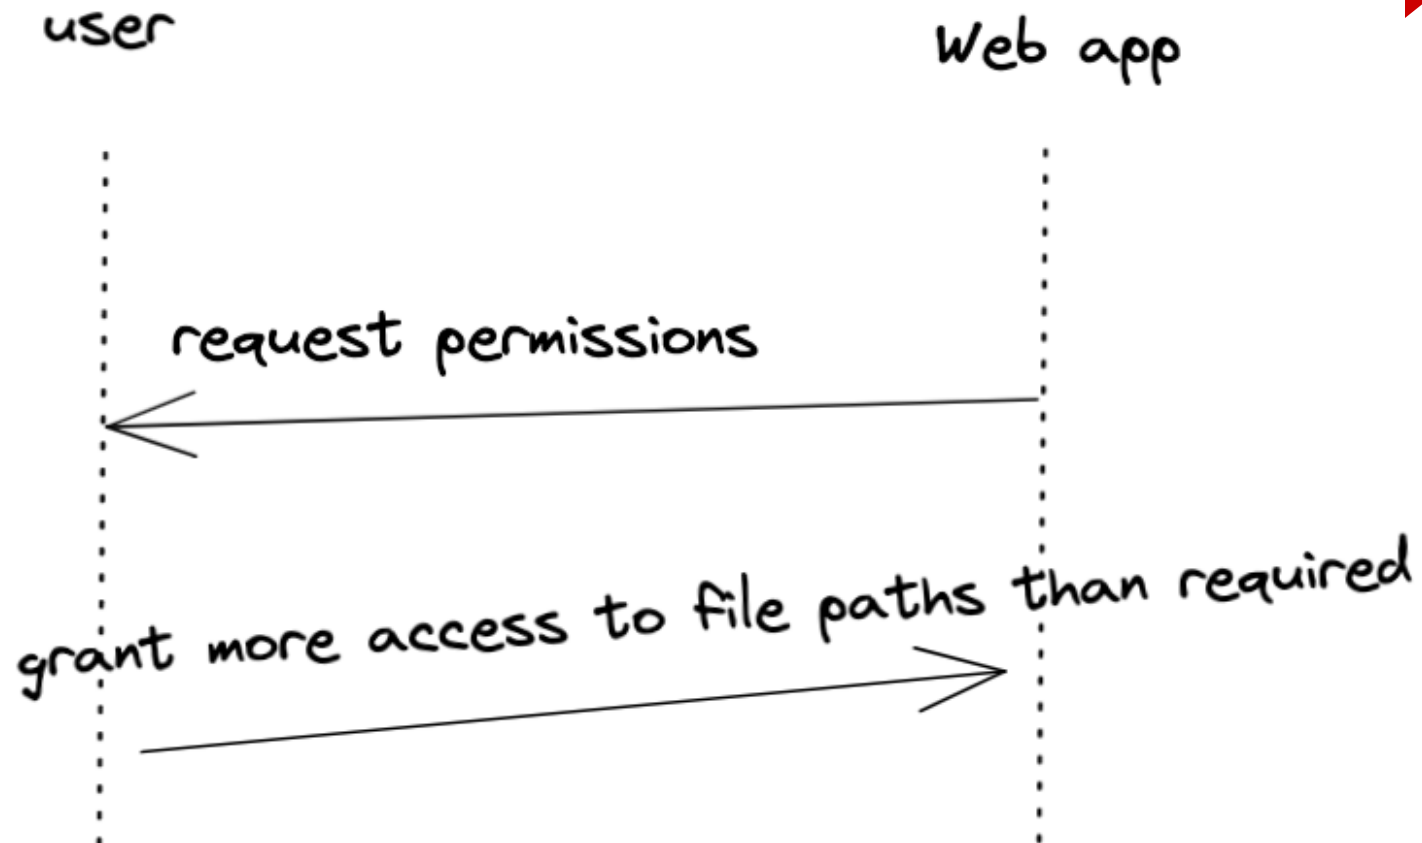 user
Web app
request permissions
grant more access to file paths than required